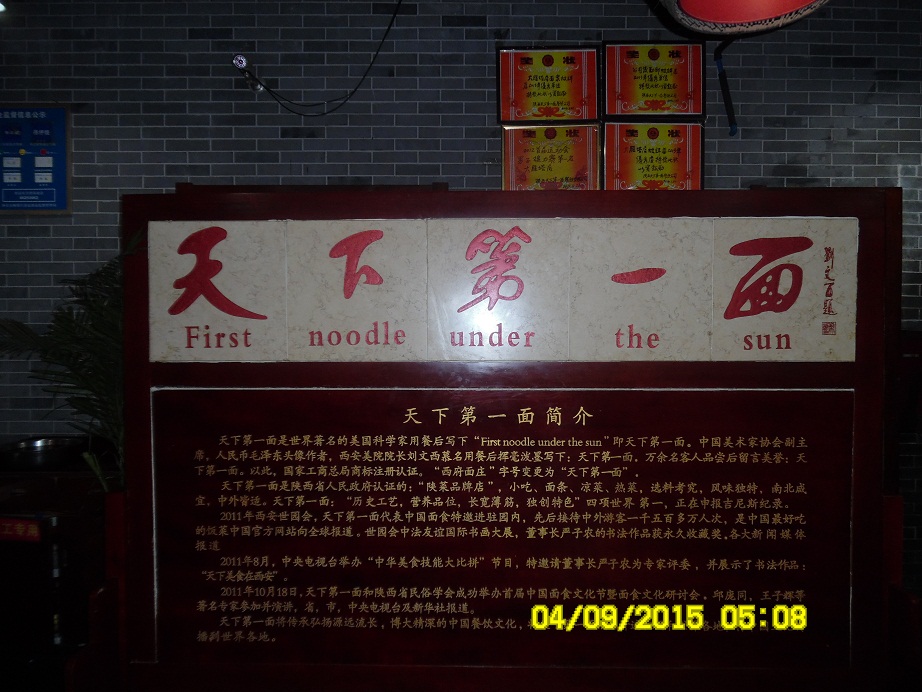 奖状
奖状
奖状
奖状
天下第一面
First noodle under the sun
刘文西题
天下第一面简介
天下第一面是世界著名的美国科学家用餐后写下“First noodle under the sun”即天下第一面。中国美术家协会副主
席，人民币毛泽东头像作者，西安美院院长刘文西慕名用餐后挥毫泼墨写下：天下第一面，万余名客人品尝后留言美誉：天
下第一面。以此，国家工商总局商标注册认证。“西府面庄”字号变更为“天下第一面”。
天下第一面是陕西省人民政府认证的：“陕菜品牌店”，小吃、面条、凉菜、热菜，选料考究，风味独特，南北咸
宜，中外皆适。天下第一面：“历史工艺，营养品位，长宽薄筋，独创特色”四项世界第一，正在申报吉尼斯纪录。
2011年西安世园会，天下第一面代表中国面食特邀进驻园内，先后接待中外游客一千五百多万人次，是中国最好吃
的饭菜中国官方网站向全球报道。世园会中法友谊国际书画大展，董事长严于农的书法作品获永久收藏奖。各大新闻媒体
报道
2011年8月，中央电视台举办“中华美食技能大比拼”节目，特邀请董事长严于农为专家评委，并展示了书法作品：
“天下美食在西安”。
2011年10月18日，天下第一面和陕西省民俗学会成功举办首届中国面食文化节暨面食文化研讨会。邱庞同，王子辉等
著名专家参加并演讲，省，市，中央电视台及新华社报道。
天下第一面将传承弘扬源远流长，博大精深的中国餐饮文化，
播到世界各地。
工专用
04/09/2015 05:08